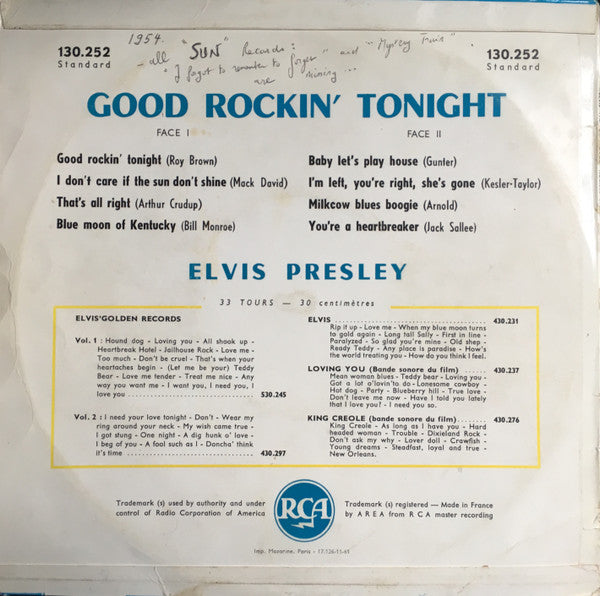 1954.
130.252
Standard
- all "SUN" Records:
"I forgot to remember to forget" and "Mystery Train"
are missing...
130.252
Standard
GOOD ROCKIN' TONIGHT
FACE I
Good rockin' tonight (Roy Brown)
I don't care if the sun don't shine (Mack David)
That's all right (Arthur Crudup)
Blue moon of Kentucky (Bill Monroe)
FACE II
Baby let's play house (Gunter)
I'm left, you're right, she's gone (Kesler-Taylor)
Milkcow blues boogie (Arnold)
You're a heartbreaker (Jack Sallee)
ELVIS PRESLEY
33 TOURS — 30 centimètres
ELVIS'GOLDEN RECORDS
Vol. 1 : Hound dog - Loving you - All shook up -
Heartbreak Hotel - Jailhouse Rock - Love me -
Too much - Don't be cruel - That's when your
heartaches begin - (Let me be your) Teddy
Bear - Love me tender - Treat me nice - Any
way you want me - I want you, I need you, I
love you ........ 530.245
Vol. 2 : I need your love tonight - Don't - Wear my
ring around your neck - My wish came true -
I got stung - One night - A dig hunk o' love -
I beg of you - A fool such as I - Doncha' think
it's time ........ 430.297
ELVIS ........ 430.231
Rip it up - Love me - When my blue moon turns
to gold again - Long tall Sally - First in line -
Paralyzed - So glad you're mine - Old shep -
Ready Teddy - Any place is paradise - How's
the world treating you - How do you think I feel.
LOVING YOU (Bande sonore du film) ........ 430.237
Mean woman blues - Teddy bear - Loving you -
Got a lot o'lovin'ta do - Lonesome cowboy -
Hot dog - Party - Blueberry hill - True love -
Don't leave me now - Have I told you lately
that I love you? - I need you so.
KING CREOLE (bande sonore du film) ........ 430.276
King Creole - As long as I have you - Hard
headed woman - Trouble - Dixieland Rock -
Don't ask my why - Lover doll - Crawfish -
Young dreams - Steadfast, loyal and true -
New Orleans.
Trademark (s) used by authority and under
control of Radio Corporation of America
RCA
Trademark (s) registered — Made in France
by A R E A from R C A master recording
Imp. Mazarine, Paris - 17.126-11-61